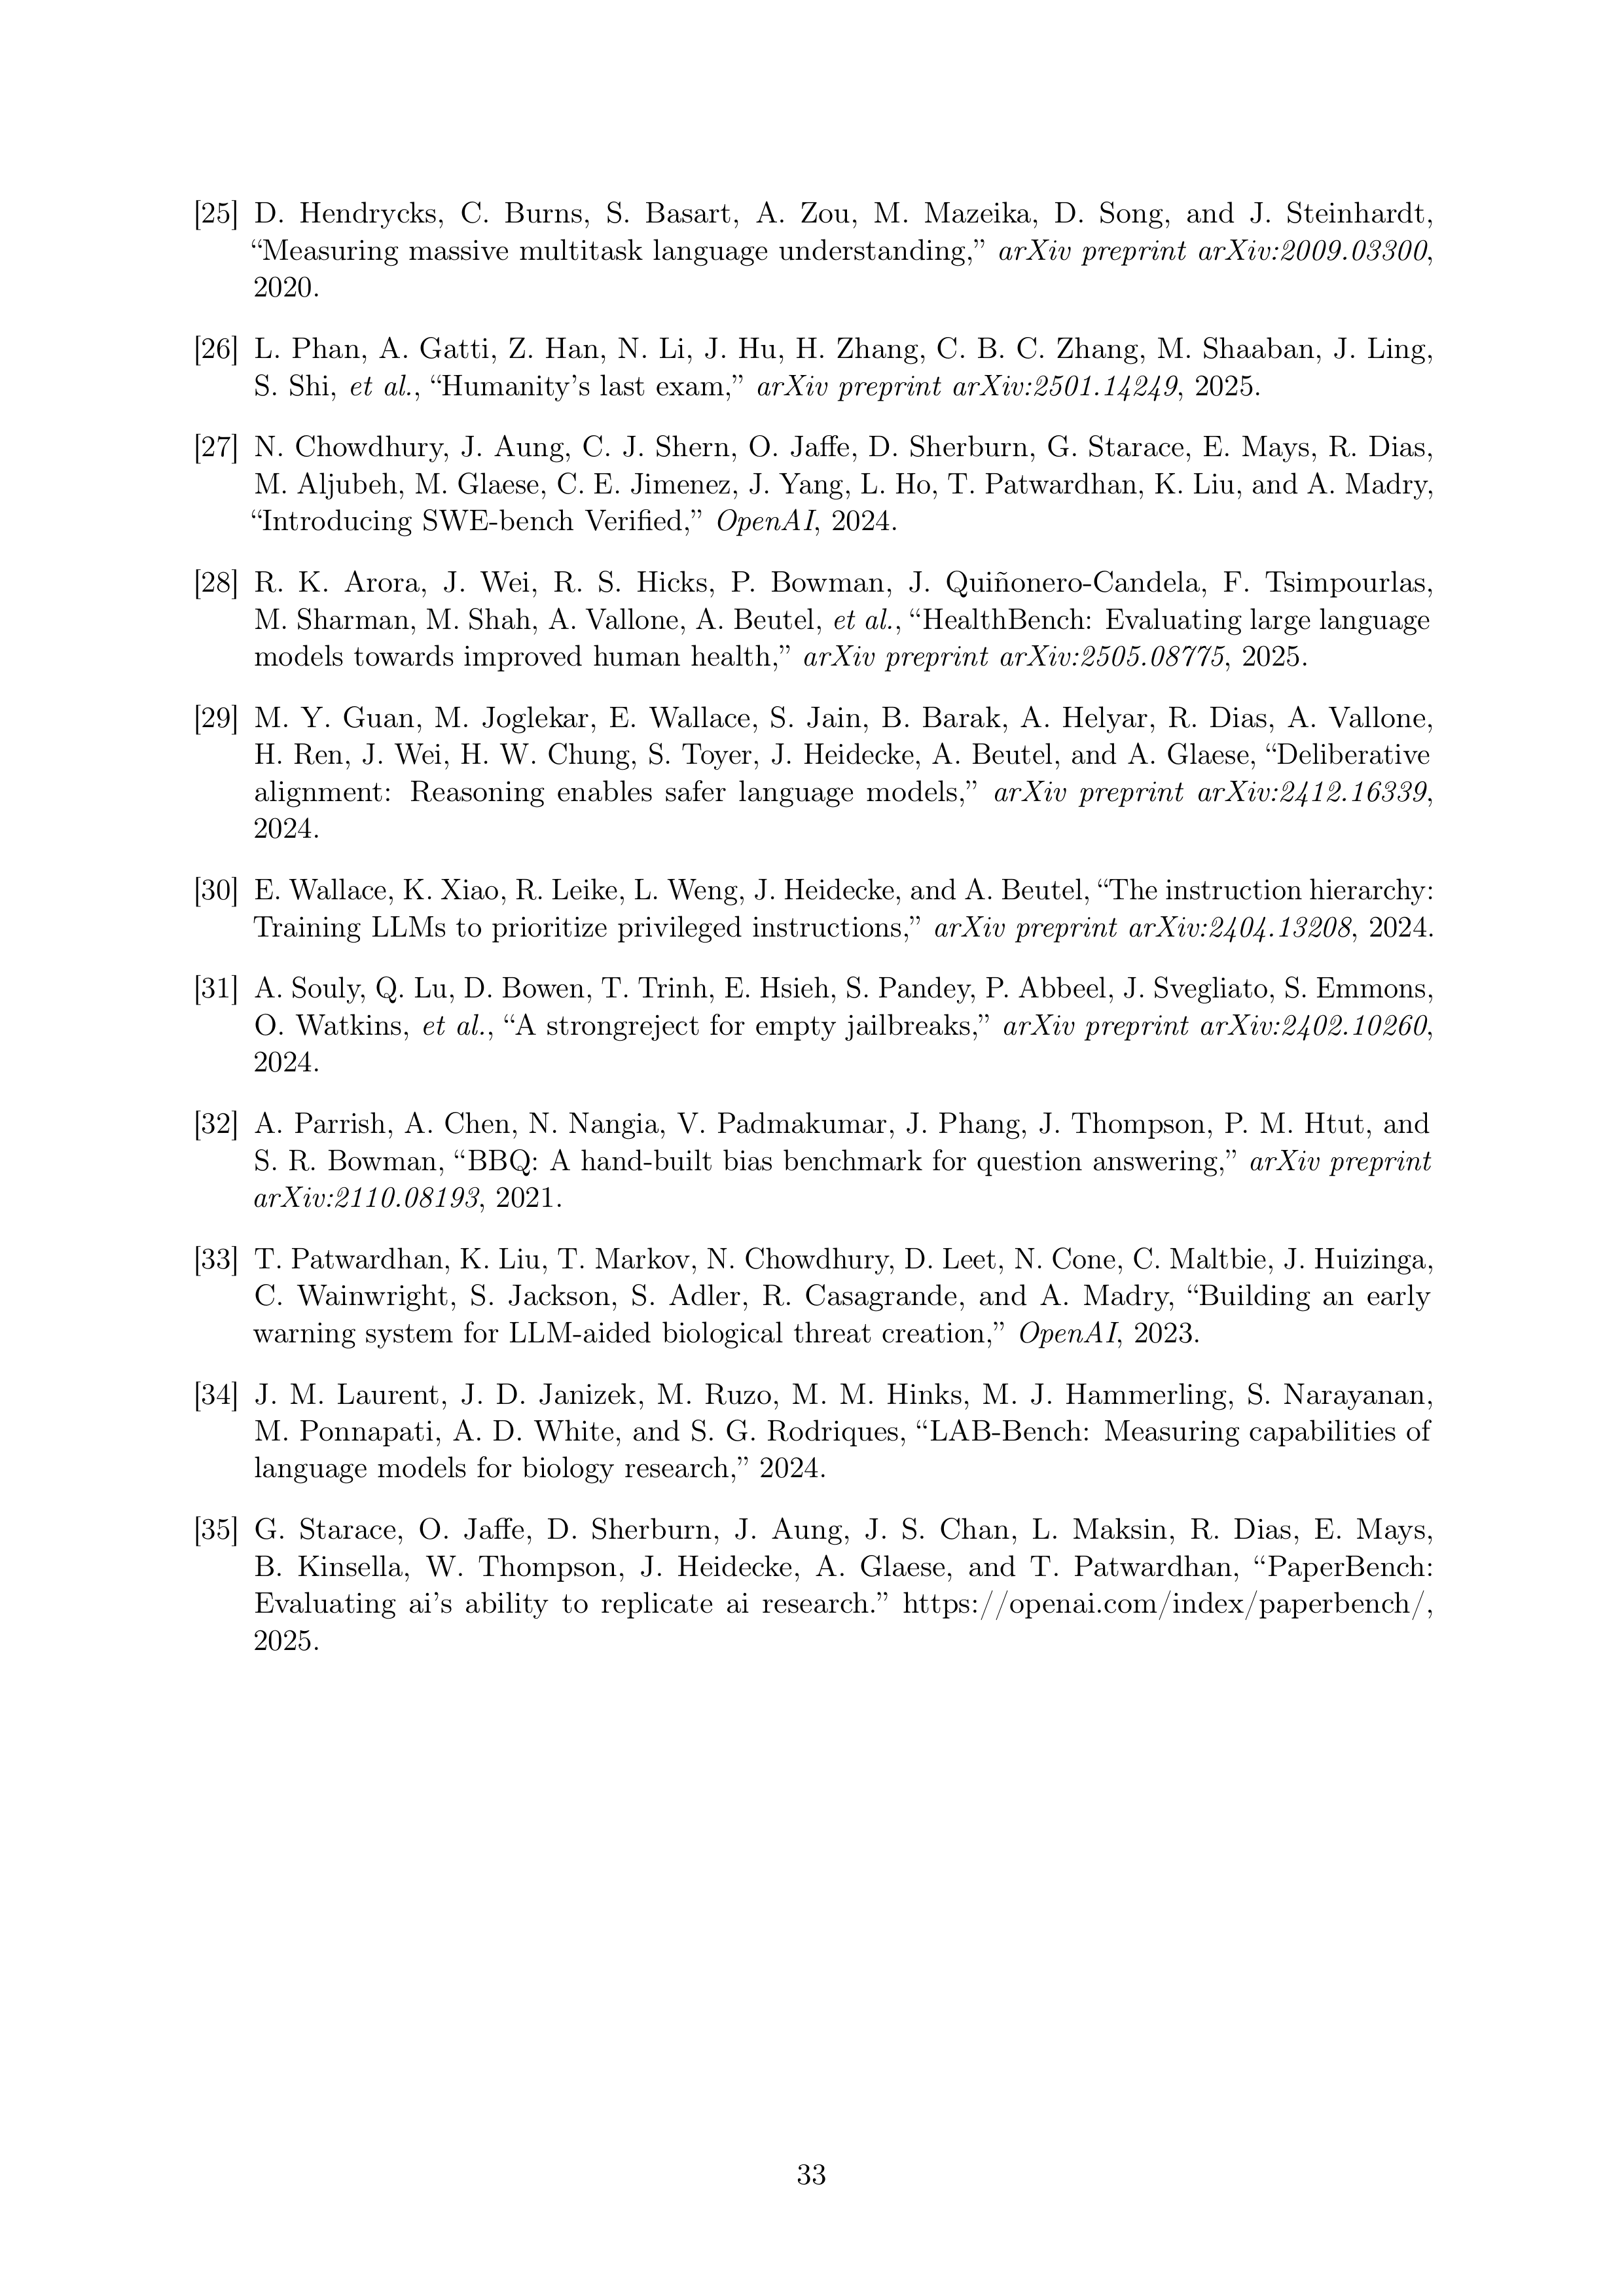 [25] D. Hendrycks, C. Burns, S. Basart, A. Zou, M. Mazeika, D. Song, and J. Steinhardt,
“Measuring massive multitask language understanding,” arXiv preprint arXiv:2009.03300,
2020.
[26] L. Phan, A. Gatti, Z. Han, N. Li, J. Hu, H. Zhang, C. B. C. Zhang, M. Shaaban, J. Ling,
S. Shi, et al., “Humanity’s last exam,” arXiv preprint arXiv:2501.14249, 2025.
[27] N. Chowdhury, J. Aung, C. J. Shern, O. Jaffe, D. Sherburn, G. Starace, E. Mays, R. Dias,
M. Aljubeh, M. Glaese, C. E. Jimenez, J. Yang, L. Ho, T. Patwardhan, K. Liu, and A. Madry,
“Introducing SWE-bench Verified,” OpenAI, 2024.
[28] R. K. Arora, J. Wei, R. S. Hicks, P. Bowman, J. Quiñonero-Candela, F. Tsimpourlas,
M. Sharman, M. Shah, A. Vallone, A. Beutel, et al., “HealthBench: Evaluating large language
models towards improved human health,” arXiv preprint arXiv:2505.08775, 2025.
[29] M. Y. Guan, M. Joglekar, E. Wallace, S. Jain, B. Barak, A. Helyar, R. Dias, A. Vallone,
H. Ren, J. Wei, H. W. Chung, S. Toyer, J. Heidecke, A. Beutel, and A. Glaese, “Deliberative
alignment: Reasoning enables safer language models,” arXiv preprint arXiv:2412.16339,
2024.
[30] E. Wallace, K. Xiao, R. Leike, L. Weng, J. Heidecke, and A. Beutel, “The instruction hierarchy:
Training LLMs to prioritize privileged instructions,” arXiv preprint arXiv:2404.13208, 2024.
[31] A. Souly, Q. Lu, D. Bowen, T. Trinh, E. Hsieh, S. Pandey, P. Abbeel, J. Svegliato, S. Emmons,
O. Watkins, et al., “A strongreject for empty jailbreaks,” arXiv preprint arXiv:2402.10260,
2024.
[32] A. Parrish, A. Chen, N. Nangia, V. Padmakumar, J. Phang, J. Thompson, P. M. Htut, and
S. R. Bowman, “BBQ: A hand-built bias benchmark for question answering,” arXiv preprint
arXiv:2110.08193, 2021.
[33] T. Patwardhan, K. Liu, T. Markov, N. Chowdhury, D. Leet, N. Cone, C. Maltbie, J. Huizinga,
C. Wainwright, S. Jackson, S. Adler, R. Casagrande, and A. Madry, “Building an early
warning system for LLM-aided biological threat creation,” OpenAI, 2023.
[34] J. M. Laurent, J. D. Janizek, M. Ruzo, M. M. Hinks, M. J. Hammerling, S. Narayanan,
M. Ponnapati, A. D. White, and S. G. Rodriques, “LAB-Bench: Measuring capabilities of
language models for biology research,” 2024.
[35] G. Starace, O. Jaffe, D. Sherburn, J. Aung, J. S. Chan, L. Maksin, R. Dias, E. Mays,
B. Kinsella, W. Thompson, J. Heidecke, A. Glaese, and T. Patwardhan, “PaperBench:
Evaluating ai’s ability to replicate ai research.” https://openai.com/index/paperbench/,
2025.
33